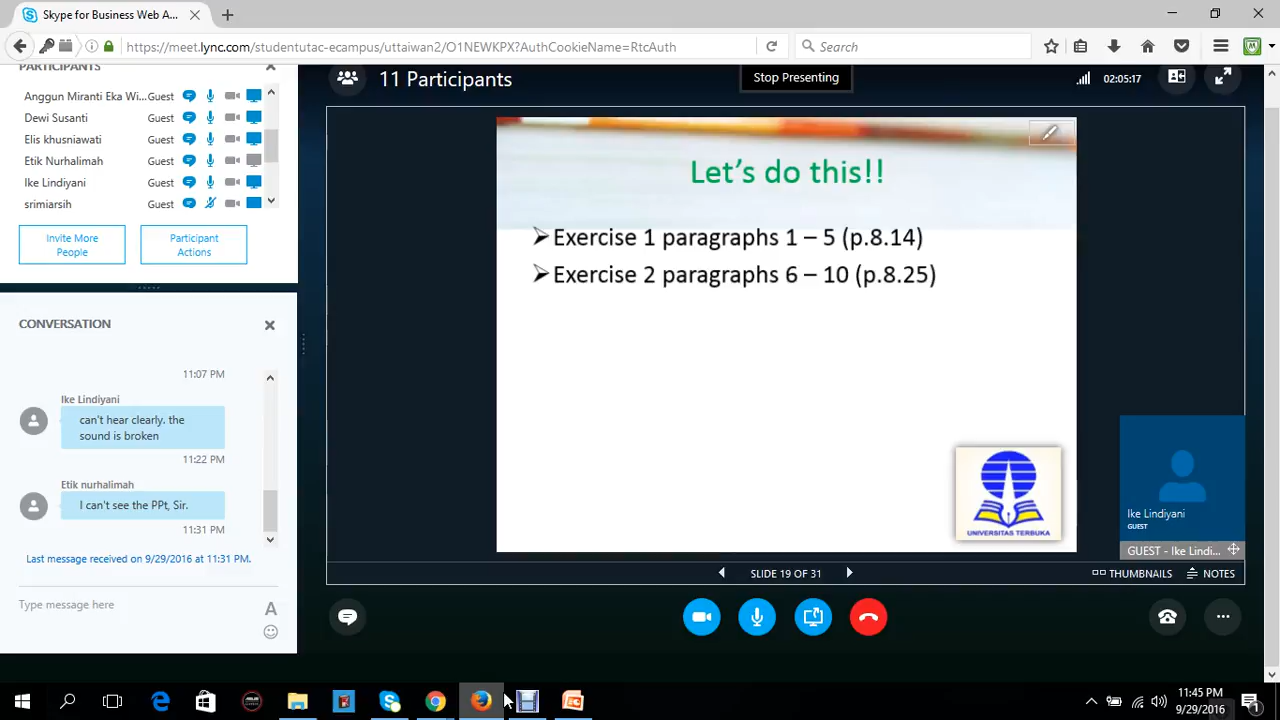 Skype for Business Web A...
https://meet.lync.com/studentutac-ecampus/uttaiwan2/O1NEWKPX?AuthCookieName=RtcAuth
Search
PARTICIPANTS
Anggun Miranti Eka Wi... Guest
Dewi Susanti Guest
Elis khusniawati Guest
Etik Nurhalimah Guest
Ike Lindiyani Guest
srimiarsih Guest
Invite More
People
Participant
Actions
CONVERSATION
11:07 PM
Ike Lindiyani
can't hear clearly. the
sound is broken
11:22 PM
Etik nurhalimah
I can't see the PPt, Sir.
11:31 PM
Last message received on 9/29/2016 at 11:31 PM.
Type message here
A
11 Participants
Stop Presenting
02:05:17
Let's do this!!
Exercise 1 paragraphs 1 – 5 (p.8.14)
Exercise 2 paragraphs 6 – 10 (p.8.25)
UNIVERSITAS TERBUKA
Ike Lindiyani
GUEST
GUEST - Ike Lindi...
SLIDE 19 OF 31
THUMBNAILS
NOTES
11:45 PM
9/29/2016